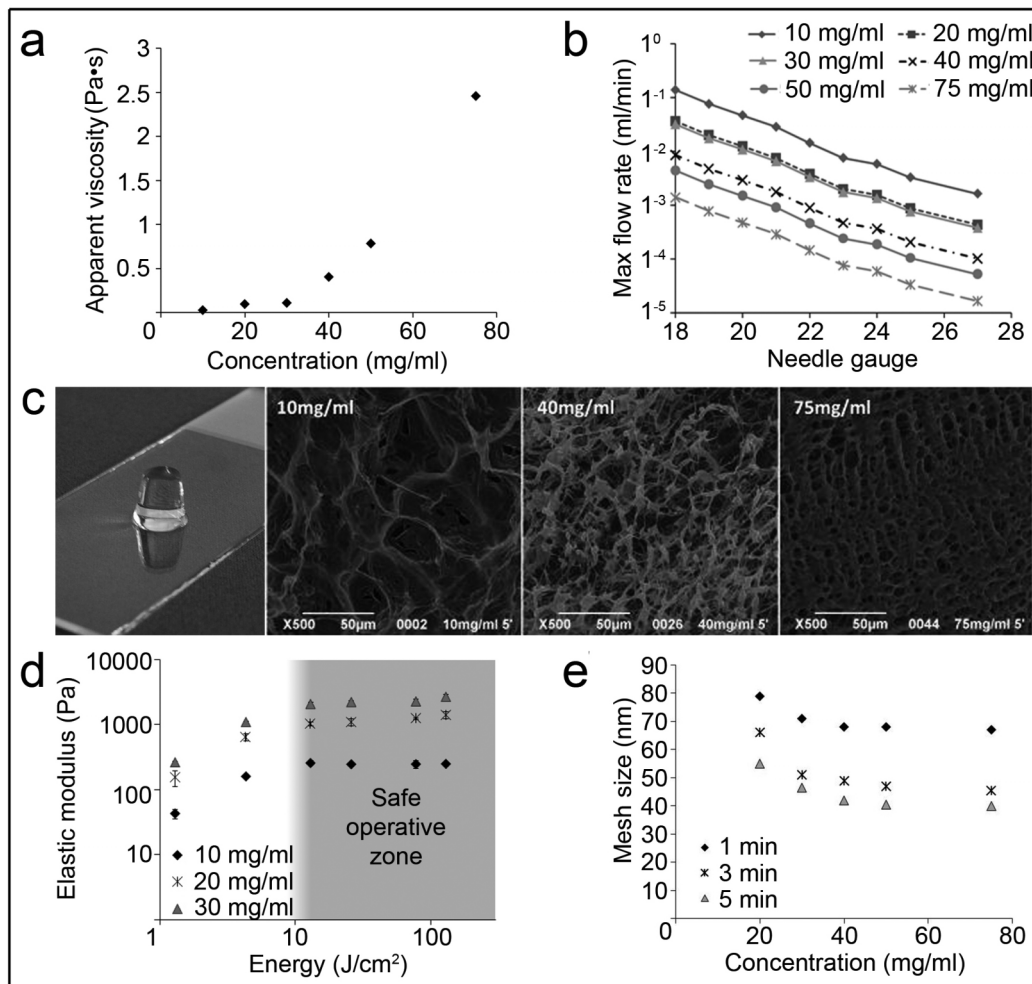 a
Apparent viscosity (Pa•s)
3
2.5
2
1.5
1
0.5
0
20
40
60
80
Concentration (mg/ml)
b
10 mg/ml
20 mg/ml
30 mg/ml
40 mg/ml
50 mg/ml
75 mg/ml
Max flow rate (ml/min)
1⁰
1⁻¹
1⁻²
1⁻³
1⁻⁴
1⁻⁵
18
20
22
24
26
28
Needle gauge
c
10mg/ml
X500 50µm 0002 10mg/ml 5'
40mg/ml
X500 50µm 0026 40mg/ml 5'
75mg/ml
X500 50µm 0044 75mg/ml 5'
d
Elastic modulus (Pa)
10000
1000
100
10
Safe
operative
zone
10 mg/ml
20 mg/ml
30 mg/ml
1
10
100
Energy (J/cm²)
e
Mesh size (nm)
90
80
70
60
50
40
30
20
10
0
1 min
3 min
5 min
20
40
60
80
Concentration (mg/ml)